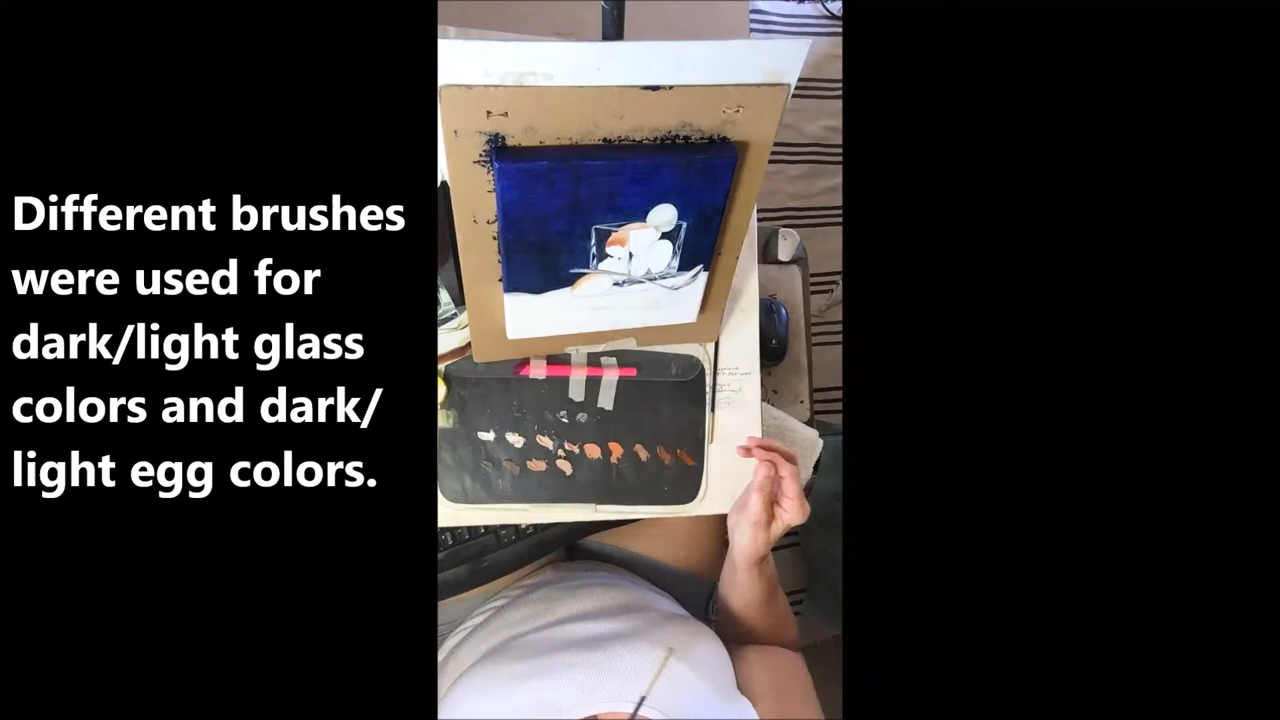 Different brushes
were used for
dark/light glass
colors and dark/
light egg colors.